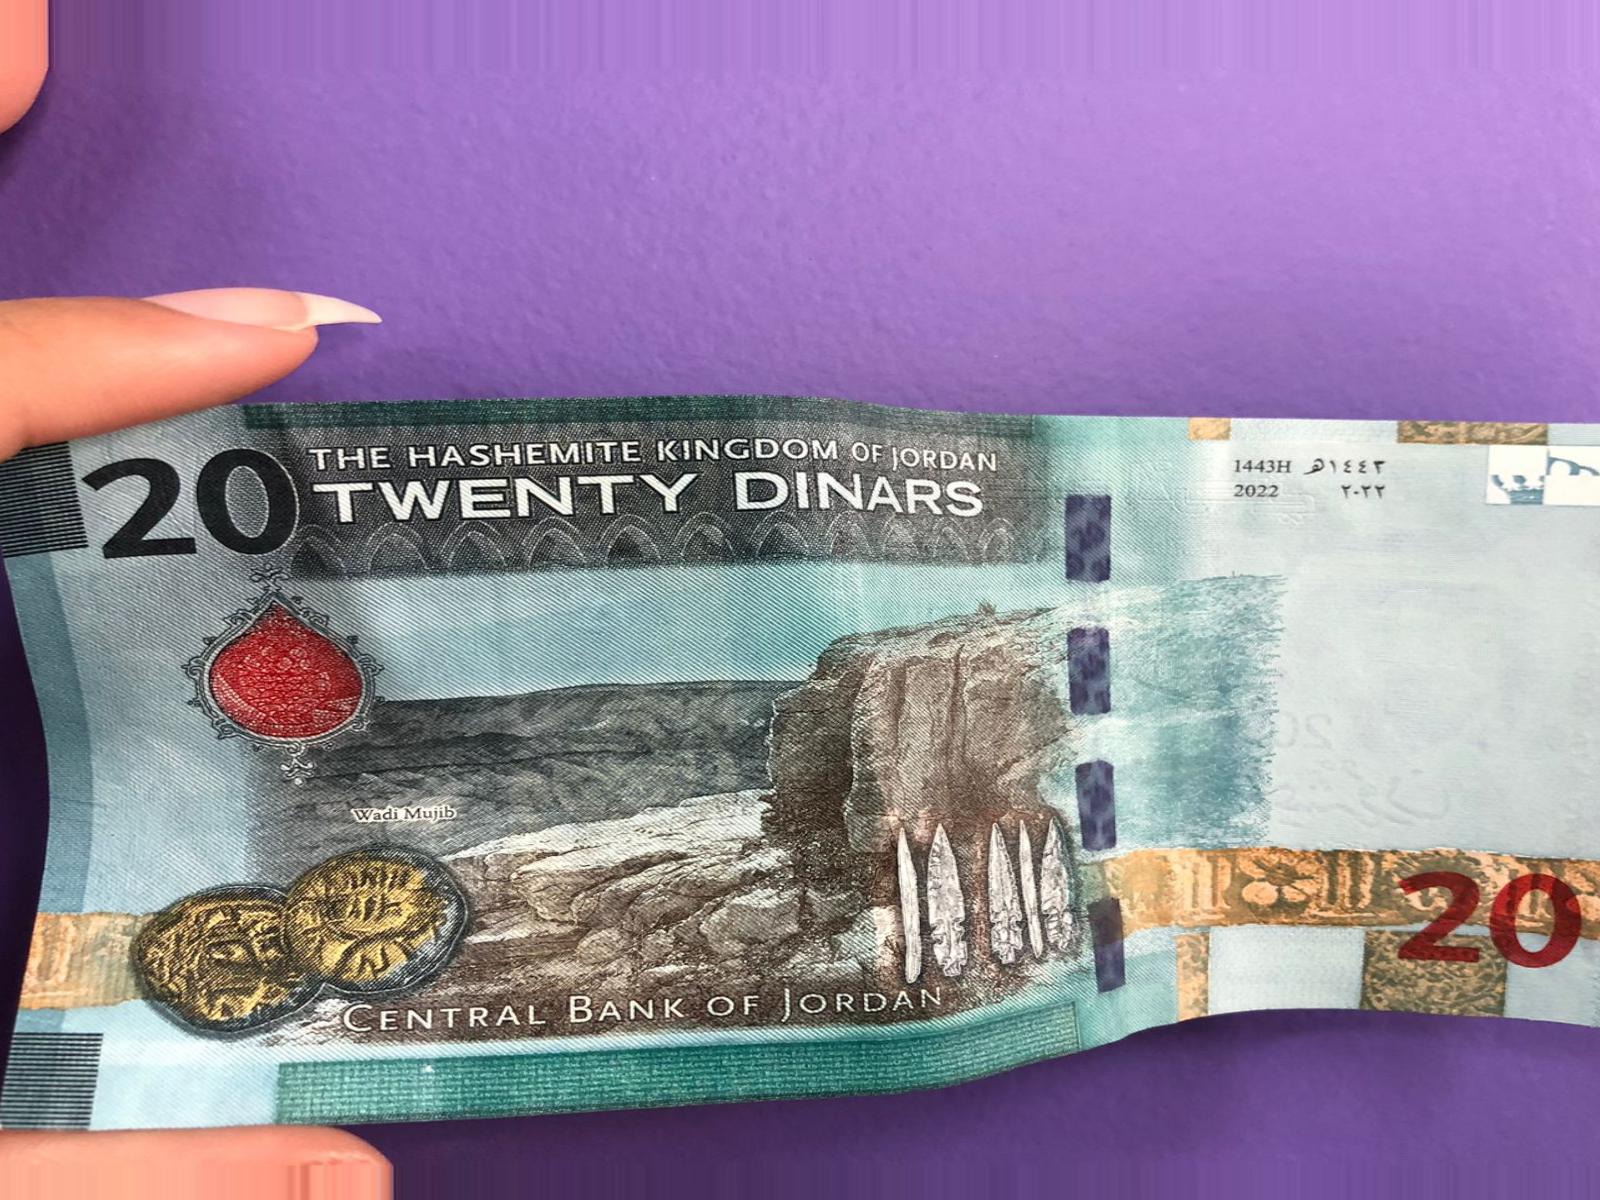 20
THE HASHEMITE KINGDOM OF JORDAN
TWENTY DINARS
1443H ١٤٤٣هـ
2022 ٢٠٢٢
Wadi Mujib
20
CENTRAL BANK OF JORDAN